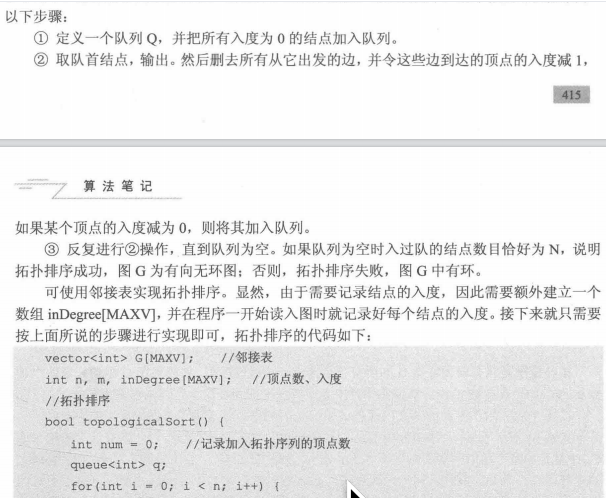 以下步骤：
① 定义一个队列 Q，并把所有入度为 0 的结点加入队列。
② 取队首结点，输出。然后删去所有从它出发的边，并令这些边到达的顶点的入度减 1，
415
算法笔记
如果某个顶点的入度减为 0，则将其加入队列。
③ 反复进行②操作，直到队列为空。如果队列为空时入过队的结点数目恰好为 N，说明
拓扑排序成功，图 G 为有向无环图；否则，拓扑排序失败，图 G 中有环。
可使用邻接表实现拓扑排序。显然，由于需要记录结点的入度，因此需要额外建立一个
数组 inDegree[MAXV]，并在程序一开始读入图时就记录好每个结点的入度。接下来就只需要
按上面所说的步骤进行实现即可，拓扑排序的代码如下：
vector<int> G[MAXV];    //邻接表
int n, m, inDegree[MAXV];    //顶点数、入度
//拓扑排序
bool topologicalSort() {
int num = 0;    //记录加入拓扑序列的顶点数
queue<int> q;
for(int i = 0; i < n; i++) {